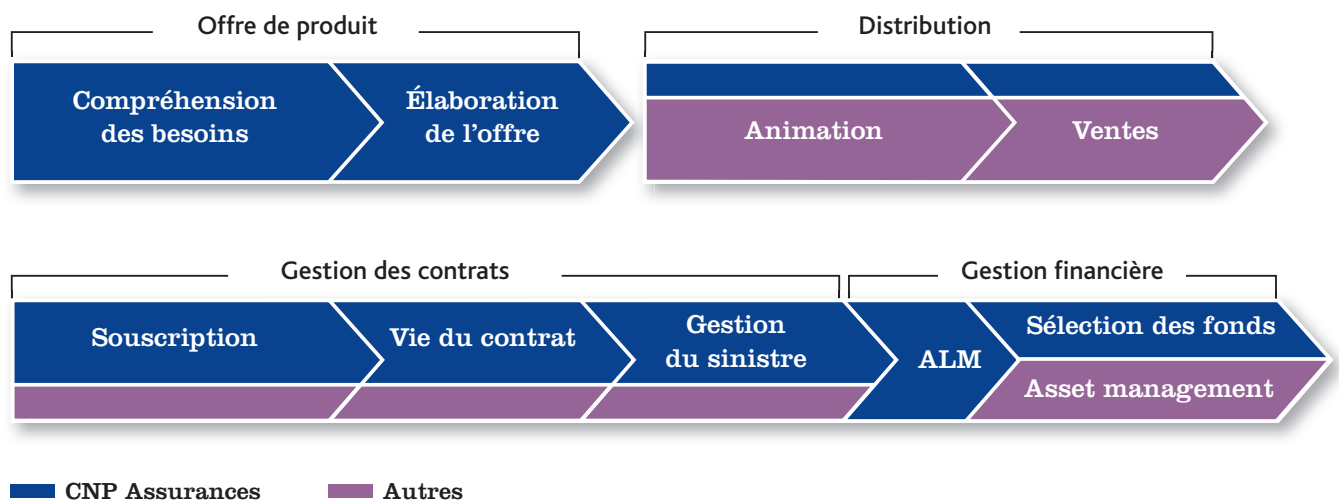 Offre de produit
Distribution
Compréhension
des besoins
Élaboration
de l'offre
Animation
Ventes
Gestion des contrats
Gestion financière
Souscription
Vie du contrat
Gestion
du sinistre
ALM
Sélection des fonds
Asset management
CNP Assurances
Autres